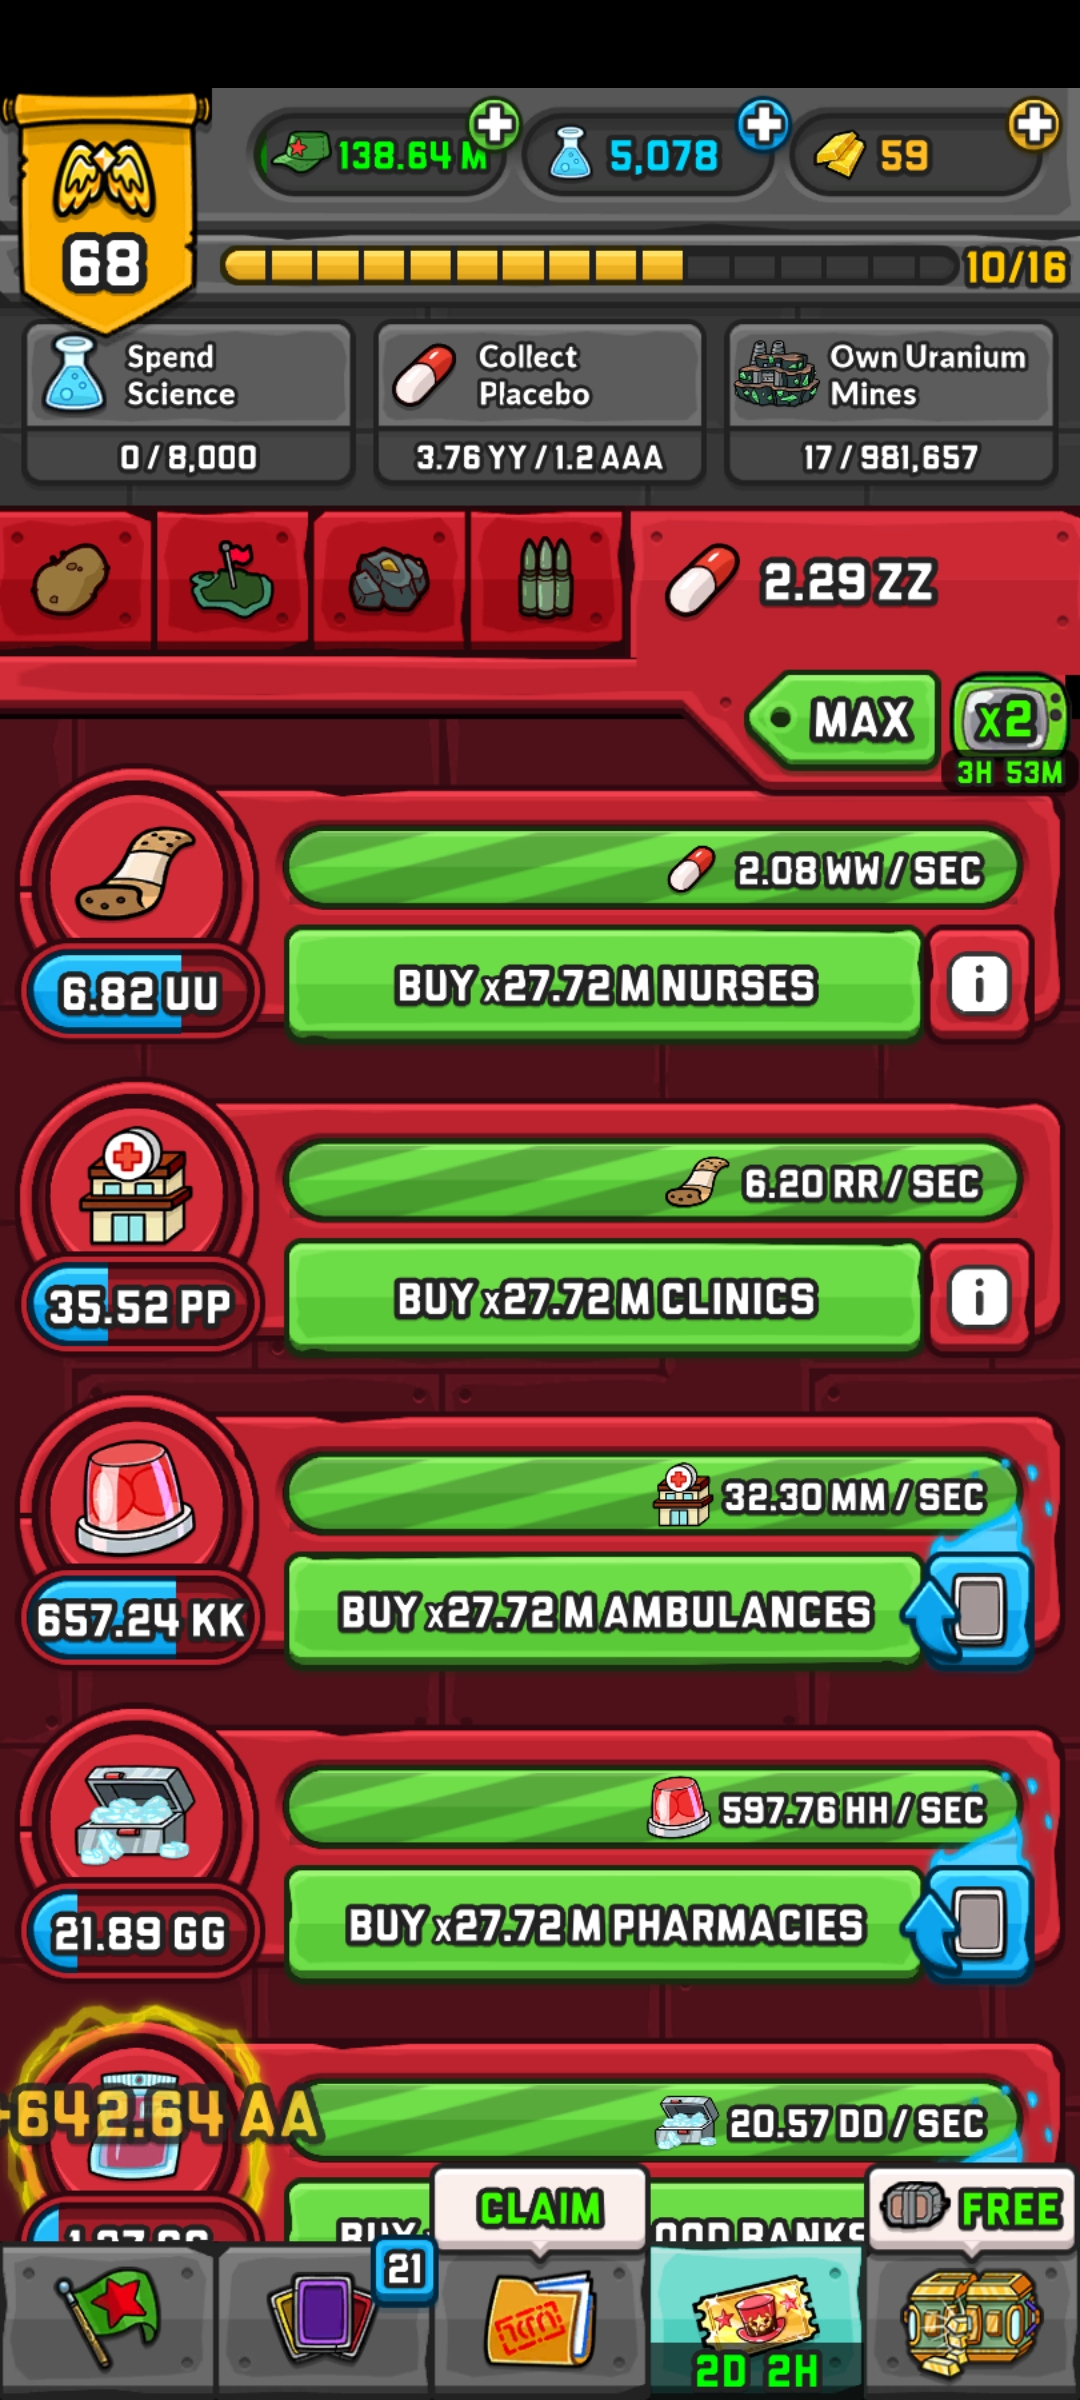 138.64 M
5,078
59
68
10/16
Spend
Science
0 / 8,000
Collect
Placebo
3.76 YY / 1.2 AAA
Own Uranium
Mines
17 / 981,657
2.29 ZZ
MAX
x2
3H 53M
2.08 WW / SEC
6.82 UU
BUY x27.72 M NURSES
6.20 RR / SEC
35.52 PP
BUY x27.72 M CLINICS
32.30 MM / SEC
657.24 KK
BUY x27.72 M AMBULANCES
597.76 HH / SEC
21.89 GG
BUY x27.72 M PHARMACIES
642.64 AA
20.57 DD / SEC
BUY
CLAIM
BANKS
FREE
21
2D 2H